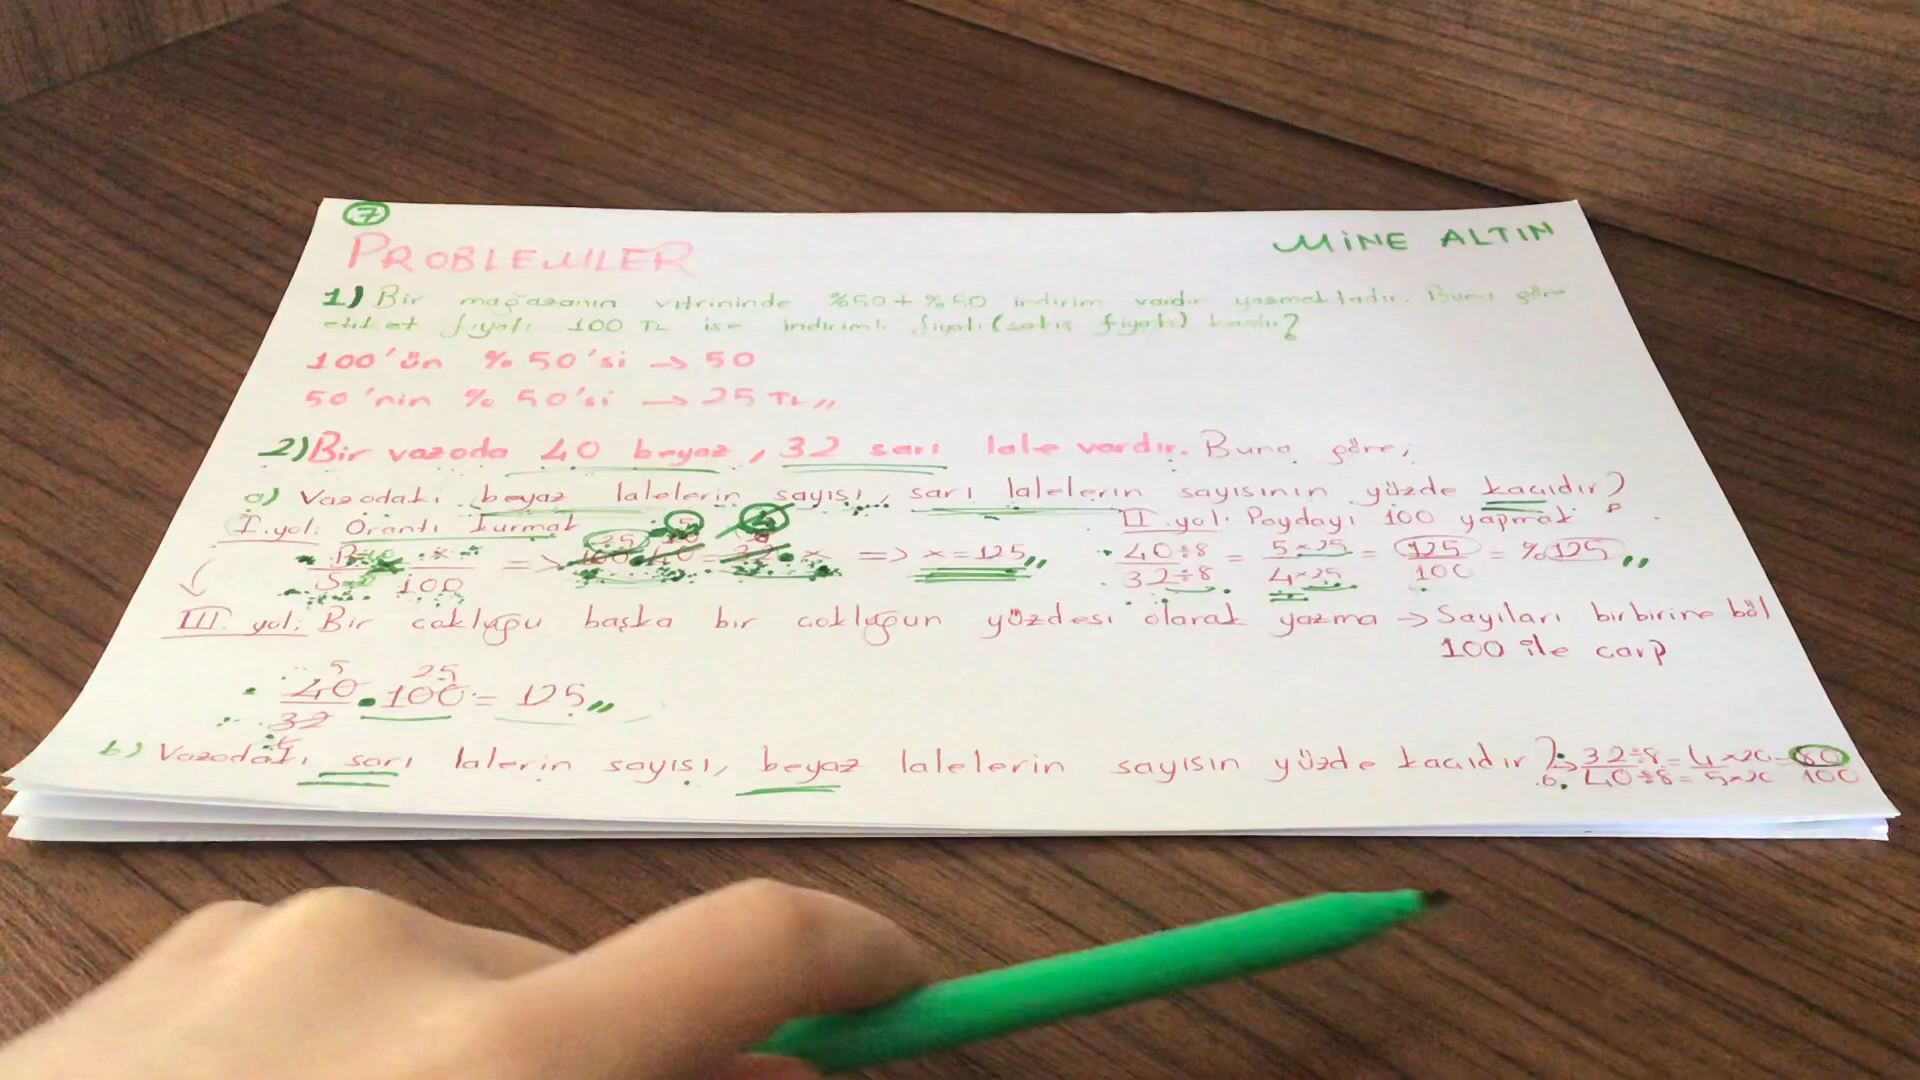 7
PROBLEMLER
MİNE ALTIN
1) Bir mağazanın vitrininde %50 + %50 indirim vardır yazmaktadır. Buna göre
etiket fiyatı 100 TL ise indirimli fiyatı (satış fiyatı) kaçtır?
100'ün % 50'si → 50
50'nin % 50'si → 25 TL,,
2) Bir vazoda 40 beyaz, 32 sarı lale vardır. Buna göre;
a) Vazodaki beyaz lalelerin sayısı, sarı lalelerin sayısının yüzde kaçıdır?
I. yol: Orantı kurmak
x/100 => => x = 125,,
II. yol: Paydayı 100 yapmak
40÷8/32÷8 = 5×25/4×25 = 125/100 = %125,,
III. yol: Bir çokluğu başka bir çokluğun yüzdesi olarak yazma → Sayıları birbirine böl
100 ile çarp
40/32 . 100 = 125,,
5 25 4
b) Vazodaki sarı lalerin sayısı, beyaz lalelerin sayısın yüzde kaçıdır? → 32÷8/40÷8 = 4×20/5×20 = 80/100